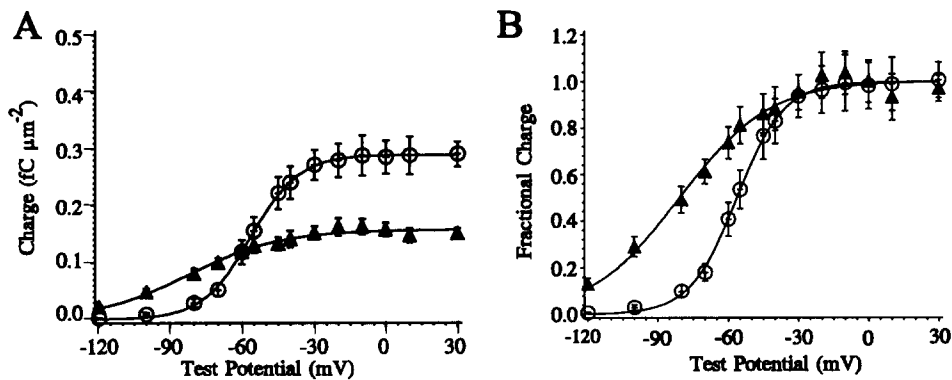 A
B
Charge (fC μm-2)
0.5
0.4
0.3
0.2
0.1
0.0
-120 -90 -60 -30 0 30
Test Potential (mV)
Fractional Charge
1.2
1.0
0.8
0.6
0.4
0.2
0.0
-120 -90 -60 -30 0 30
Test Potential (mV)